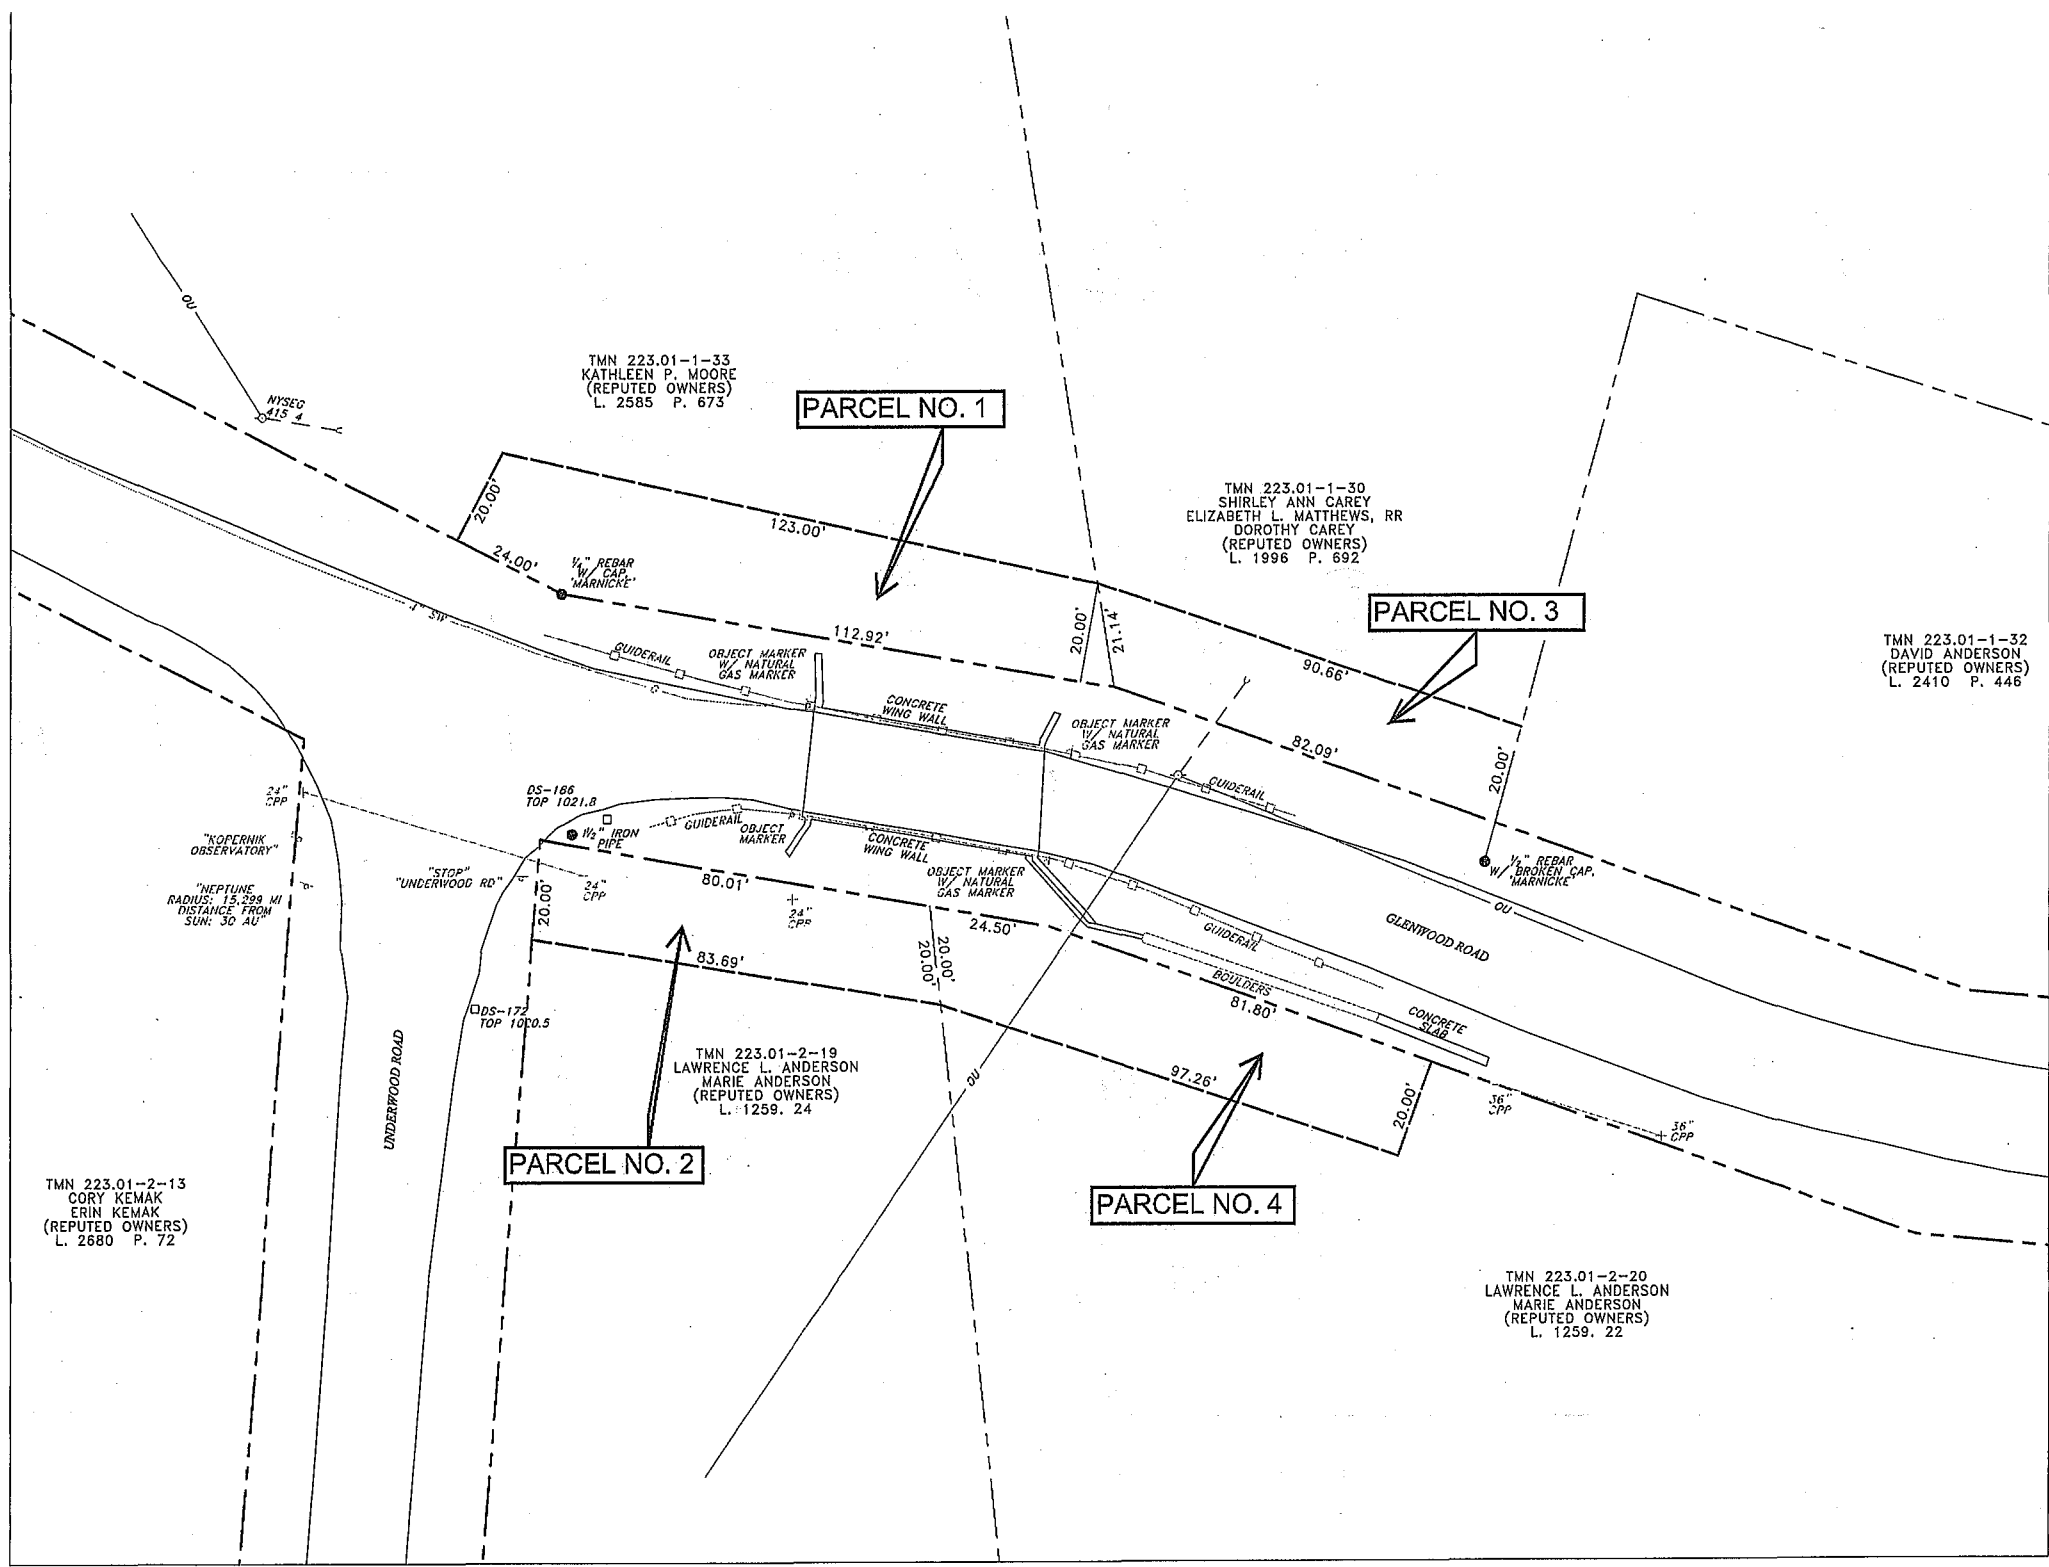 OU
NYSEG
415 4
TMN 223.01-1-33
KATHLEEN P. MOORE
(REPUTED OWNERS)
L. 2585 P. 673
PARCEL NO. 1
20.00'
123.00'
24.00'
W/ CAP,
'MARNICKE'
112.92'
20.00'
21.14'
TMN 223.01-1-30
SHIRLEY ANN CAREY
ELIZABETH L. MATTHEWS, RR
DOROTHY CAREY
(REPUTED OWNERS)
L. 1996 P. 692
PARCEL NO. 3
90.66'
TMN 223.01-1-32
DAVID ANDERSON
(REPUTED OWNERS)
L. 2410 P. 446
4" SW
G
GUIDERAIL
OBJECT MARKER
W/ NATURAL
GAS MARKER
CONCRETE
WING WALL
OBJECT MARKER
W/ NATURAL
GAS MARKER
82.09'
20.00'
GUIDERAIL
24"
CPP
DS-166
TOP 1021.8
1½" IRON
PIPE
GUIDERAIL
OBJECT
MARKER
CONCRETE
WING WALL
OBJECT MARKER
W/ NATURAL
GAS MARKER
½" REBAR
W/ BROKEN CAP,
'MARNICKE'
"KOPERNIK
OBSERVATORY"
"STOP"
"UNDERWOOD RD"
"NEPTUNE
RADIUS: 15,299 MI
DISTANCE FROM
SUN: 30 AU"
20.00'
24"
CPP
80.01'
24"
CPP
24.50'
20.00'
20.00'
83.69'
OU
GLENWOOD ROAD
GUIDERAIL
BOULDERS
81.80'
CONCRETE
SLAB
DS-172
TOP 1020.5
UNDERWOOD ROAD
TMN 223.01-2-19
LAWRENCE L. ANDERSON
MARIE ANDERSON
(REPUTED OWNERS)
L. 1259. 24
OU
97.26'
20.00'
36"
CPP
36"
CPP
PARCEL NO. 2
PARCEL NO. 4
TMN 223.01-2-13
CORY KEMAK
ERIN KEMAK
(REPUTED OWNERS)
L. 2680 P. 72
TMN 223.01-2-20
LAWRENCE L. ANDERSON
MARIE ANDERSON
(REPUTED OWNERS)
L. 1259. 22